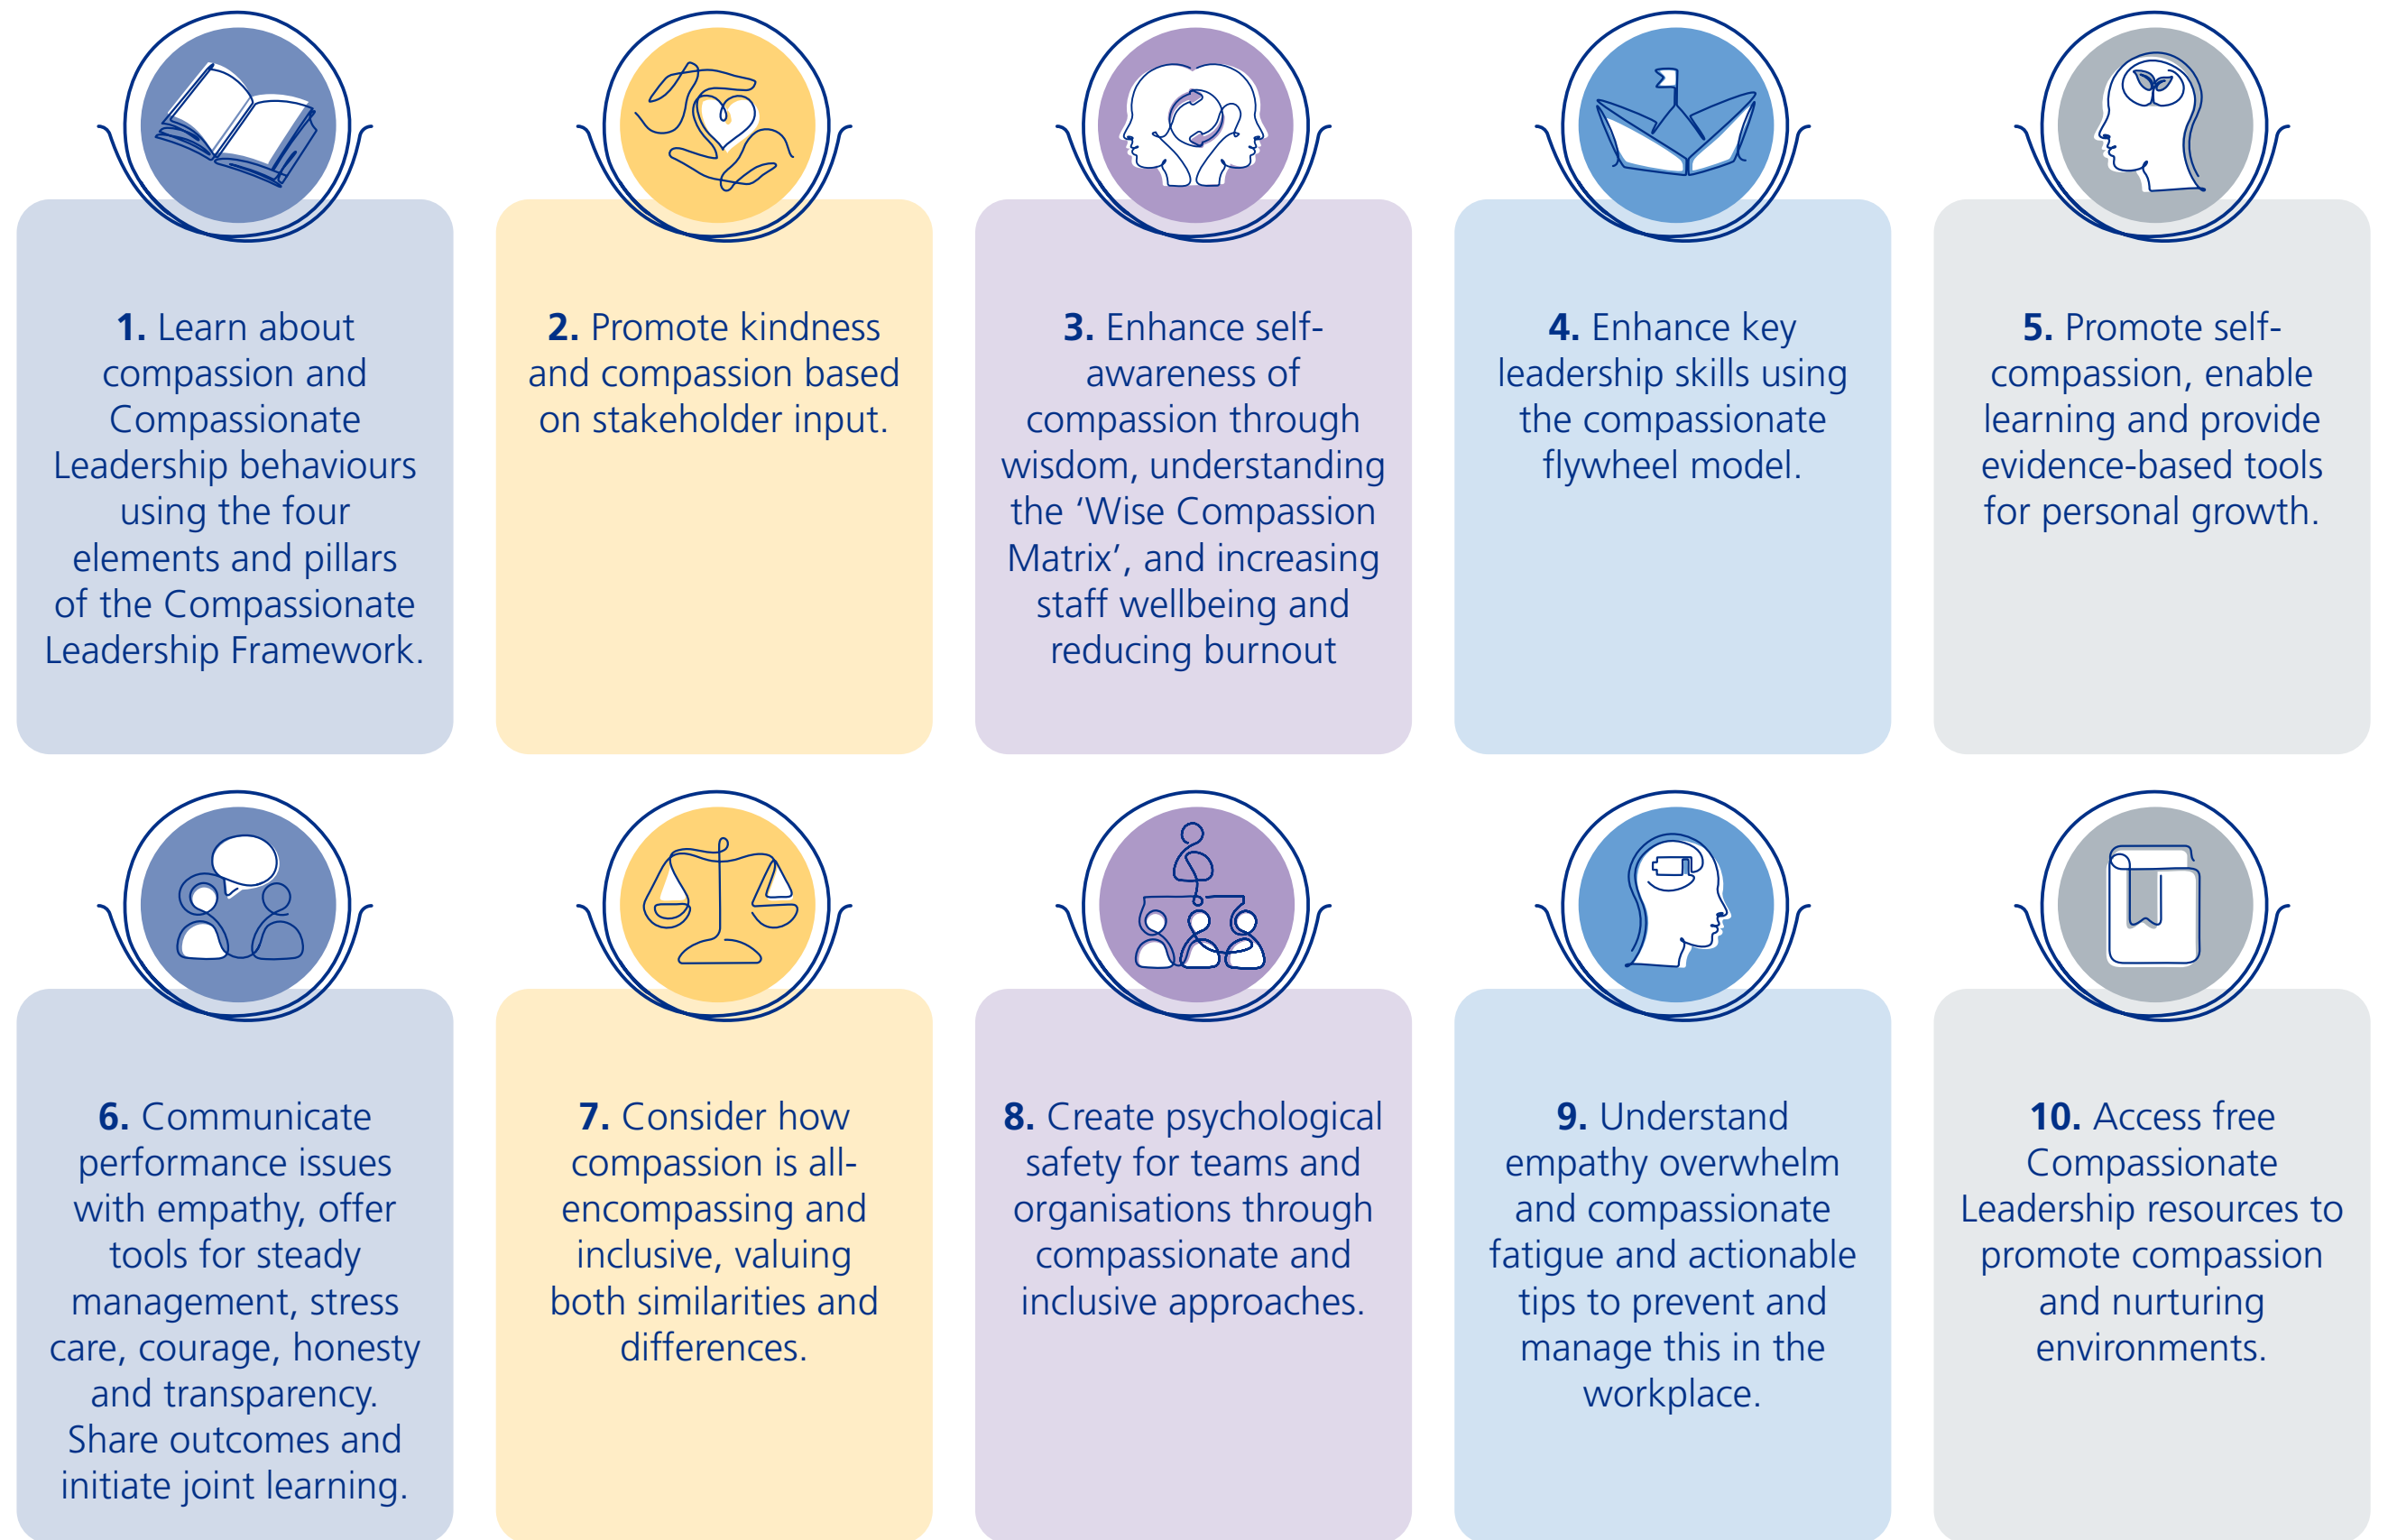 1. Learn about
compassion and
Compassionate
Leadership behaviours
using the four
elements and pillars
of the Compassionate
Leadership Framework.
2. Promote kindness
and compassion based
on stakeholder input.
3. Enhance self-
awareness of
compassion through
wisdom, understanding
the ‘Wise Compassion
Matrix’, and increasing
staff wellbeing and
reducing burnout
4. Enhance key
leadership skills using
the compassionate
flywheel model.
5. Promote self-
compassion, enable
learning and provide
evidence-based tools
for personal growth.
6. Communicate
performance issues
with empathy, offer
tools for steady
management, stress
care, courage, honesty
and transparency.
Share outcomes and
initiate joint learning.
7. Consider how
compassion is all-
encompassing and
inclusive, valuing
both similarities and
differences.
8. Create psychological
safety for teams and
organisations through
compassionate and
inclusive approaches.
9. Understand
empathy overwhelm
and compassionate
fatigue and actionable
tips to prevent and
manage this in the
workplace.
10. Access free
Compassionate
Leadership resources to
promote compassion
and nurturing
environments.